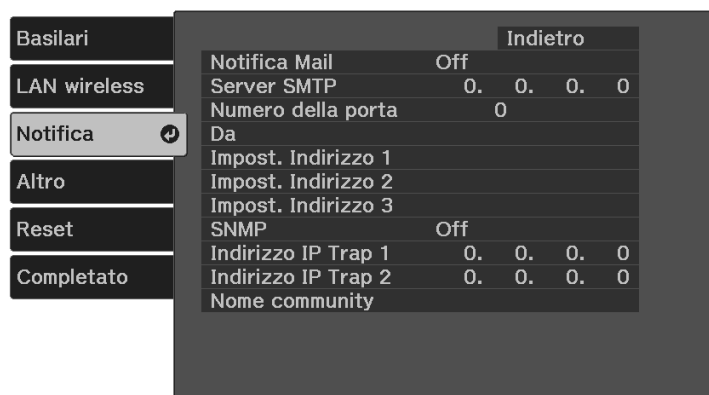 Basilari
LAN wireless
Notifica
Altro
Reset
Completato
Indietro
Notifica Mail Off
Server SMTP 0. 0. 0. 0
Numero della porta 0
Da
Impost. Indirizzo 1
Impost. Indirizzo 2
Impost. Indirizzo 3
SNMP Off
Indirizzo IP Trap 1 0. 0. 0. 0
Indirizzo IP Trap 2 0. 0. 0. 0
Nome community